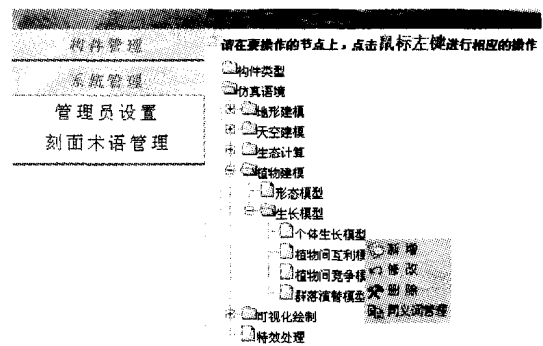 构件管理
系统管理
管理员设置
刻面术语管理
请在要操作的节点上，点击鼠标左键进行相应的操作
构件类型
仿真语境
地形建模
天空建模
生态计算
植物建模
形态模型
生长模型
个体生长模型
植物间互利模
植物间竞争模
群落演替模型
可视化绘制
特效处理
新增
修改
删除
同义词管理